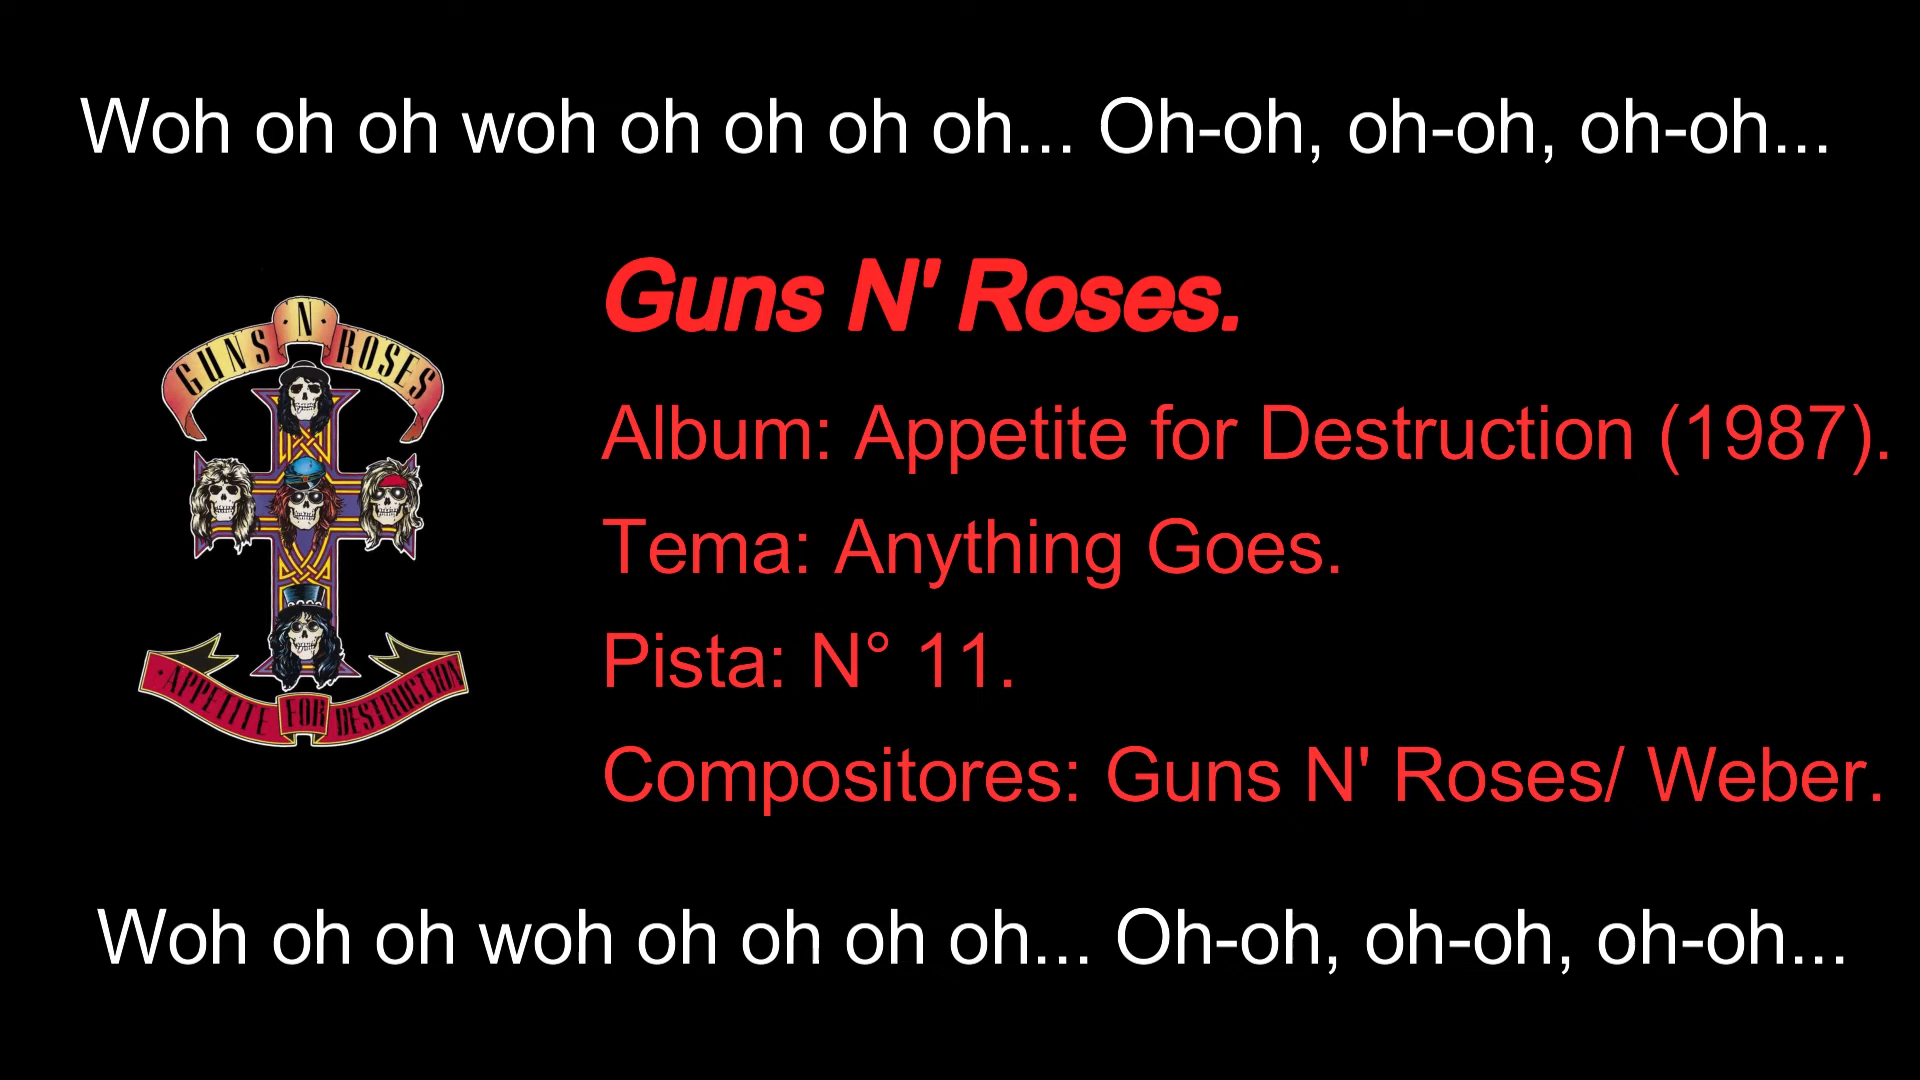 Woh oh oh woh oh oh oh oh... Oh-oh, oh-oh, oh-oh...
Guns N' Roses.
Album: Appetite for Destruction (1987).
Tema: Anything Goes.
Pista: N° 11.
Compositores: Guns N' Roses/ Weber.
GUNS ·N· ROSES
·APPETITE FOR DESTRUCTION
Woh oh oh woh oh oh oh oh... Oh-oh, oh-oh, oh-oh...